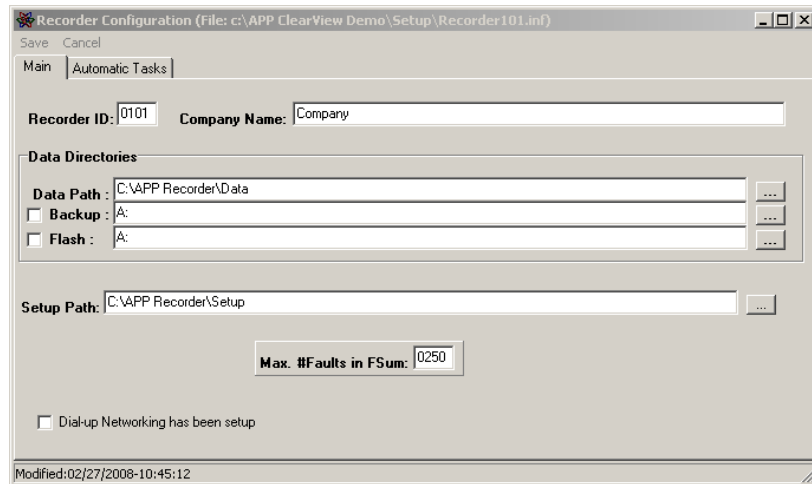 Recorder Configuration (File: c:\APP ClearView Demo\Setup\Recorder101.inf)
Save Cancel
Main Automatic Tasks
Recorder ID: 0101 Company Name: Company
Data Directories
Data Path : C:\APP Recorder\Data ...
Backup : A: ...
Flash : A: ...
Setup Path: C:\APP Recorder\Setup ...
Max. #Faults in FSum: 0250
Dial-up Networking has been setup
Modified:02/27/2008-10:45:12